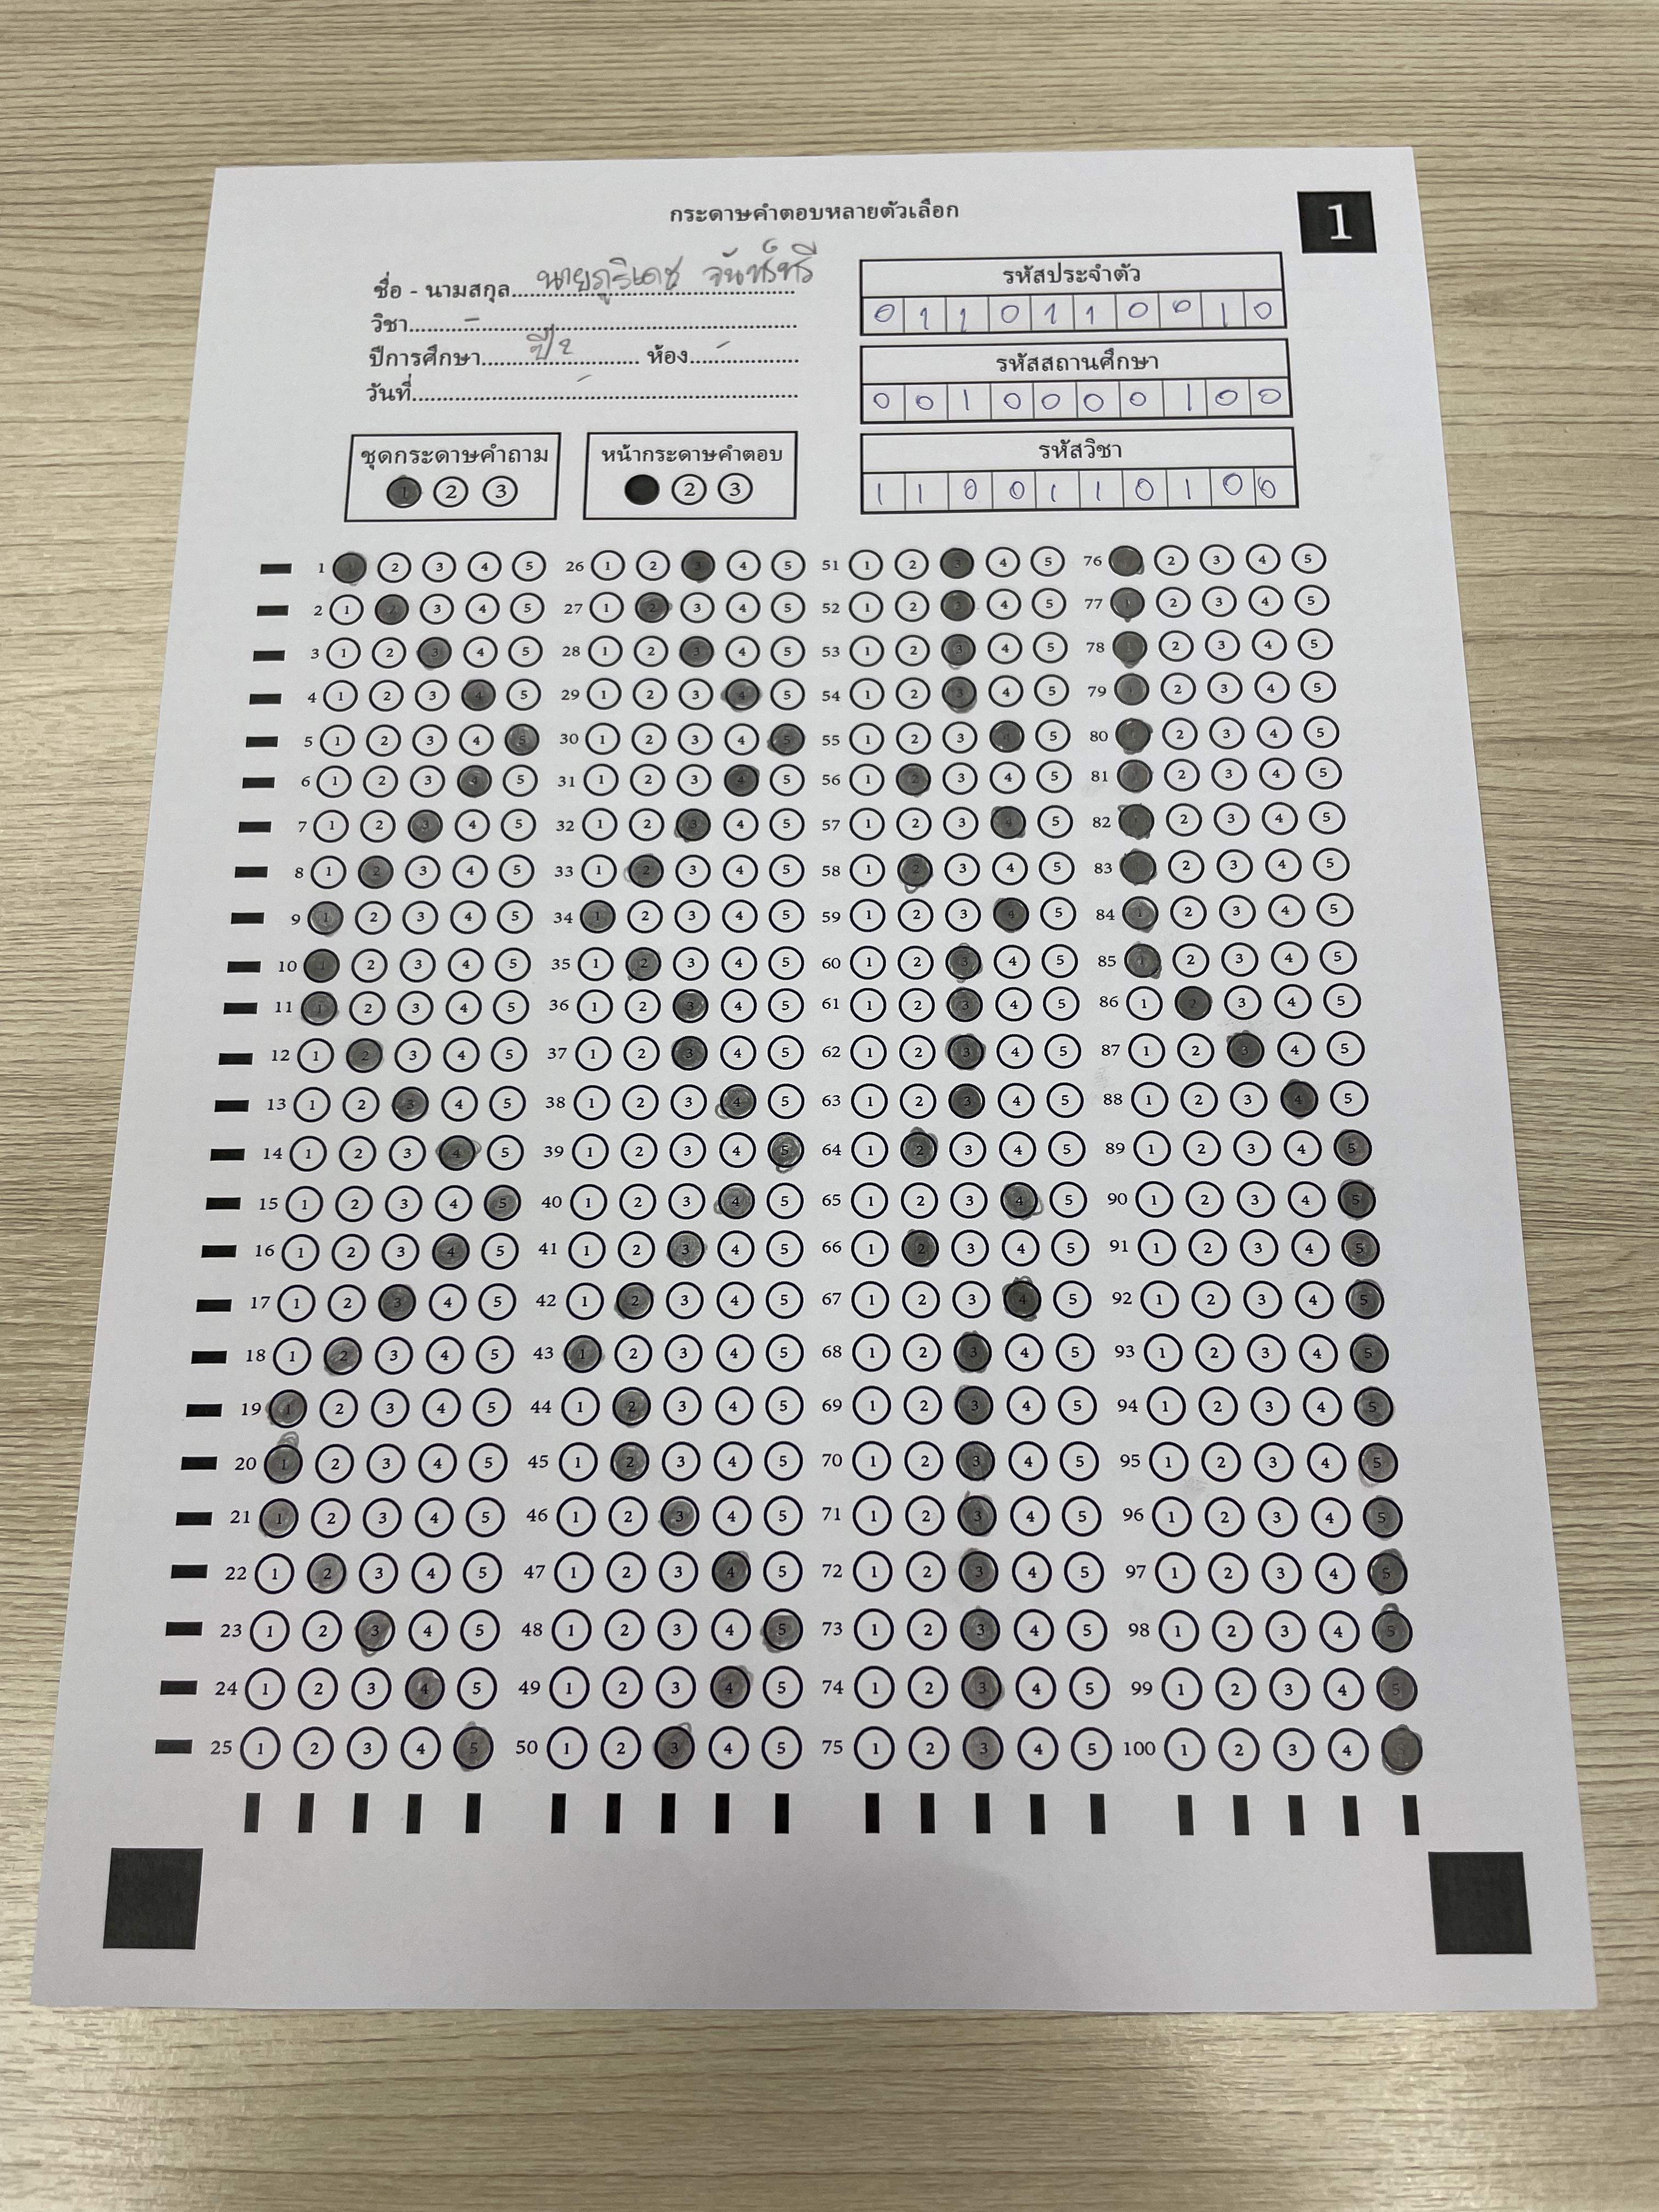 กระดาษคำตอบหลายตัวเลือก
1
ชื่อ - นามสกุล นายภูริเดช จันทร์ศรี
วิชา -
ปีการศึกษา ปี 2 ห้อง -
วันที่ -
รหัสประจำตัว
0 1 1 0 1 1 0 0 1 0
รหัสสถานศึกษา
0 0 1 0 0 0 0 1 0 0
รหัสวิชา
1 1 0 0 1 1 0 1 0 0
ชุดกระดาษคำถาม
1 2 3
หน้ากระดาษคำตอบ
2 3
1 1 2 3 4 5 26 1 2 3 4 5 51 1 2 3 4 5 76 2 3 4 5
2 1 2 3 4 5 27 1 2 3 4 5 52 1 2 3 4 5 77 1 2 3 4 5
3 1 2 3 4 5 28 1 2 3 4 5 53 1 2 3 4 5 78 1 2 3 4 5
4 1 2 3 4 5 29 1 2 3 4 5 54 1 2 3 4 5 79 1 2 3 4 5
5 1 2 3 4 5 30 1 2 3 4 5 55 1 2 3 4 5 80 1 2 3 4 5
6 1 2 3 4 5 31 1 2 3 4 5 56 1 2 3 4 5 81 1 2 3 4 5
7 1 2 3 4 5 32 1 2 3 4 5 57 1 2 3 4 5 82 1 2 3 4 5
8 1 2 3 4 5 33 1 2 3 4 5 58 1 2 3 4 5 83 1 2 3 4 5
9 1 2 3 4 5 34 1 2 3 4 5 59 1 2 3 4 5 84 1 2 3 4 5
10 1 2 3 4 5 35 1 2 3 4 5 60 1 2 3 4 5 85 1 2 3 4 5
11 1 2 3 4 5 36 1 2 3 4 5 61 1 2 3 4 5 86 1 2 3 4 5
12 1 2 3 4 5 37 1 2 3 4 5 62 1 2 3 4 5 87 1 2 3 4 5
13 1 2 3 4 5 38 1 2 3 4 5 63 1 2 3 4 5 88 1 2 3 4 5
14 1 2 3 4 5 39 1 2 3 4 5 64 1 2 3 4 5 89 1 2 3 4 5
15 1 2 3 4 5 40 1 2 3 4 5 65 1 2 3 4 5 90 1 2 3 4 5
16 1 2 3 4 5 41 1 2 3 4 5 66 1 2 3 4 5 91 1 2 3 4 5
17 1 2 3 4 5 42 1 2 3 4 5 67 1 2 3 4 5 92 1 2 3 4 5
18 1 2 3 4 5 43 1 2 3 4 5 68 1 2 3 4 5 93 1 2 3 4 5
19 1 2 3 4 5 44 1 2 3 4 5 69 1 2 3 4 5 94 1 2 3 4 5
20 1 2 3 4 5 45 1 2 3 4 5 70 1 2 3 4 5 95 1 2 3 4 5
21 1 2 3 4 5 46 1 2 3 4 5 71 1 2 3 4 5 96 1 2 3 4 5
22 1 2 3 4 5 47 1 2 3 4 5 72 1 2 3 4 5 97 1 2 3 4 5
23 1 2 3 4 5 48 1 2 3 4 5 73 1 2 3 4 5 98 1 2 3 4 5
24 1 2 3 4 5 49 1 2 3 4 5 74 1 2 3 4 5 99 1 2 3 4 5
25 1 2 3 4 5 50 1 2 3 4 5 75 1 2 3 4 5 100 1 2 3 4 5